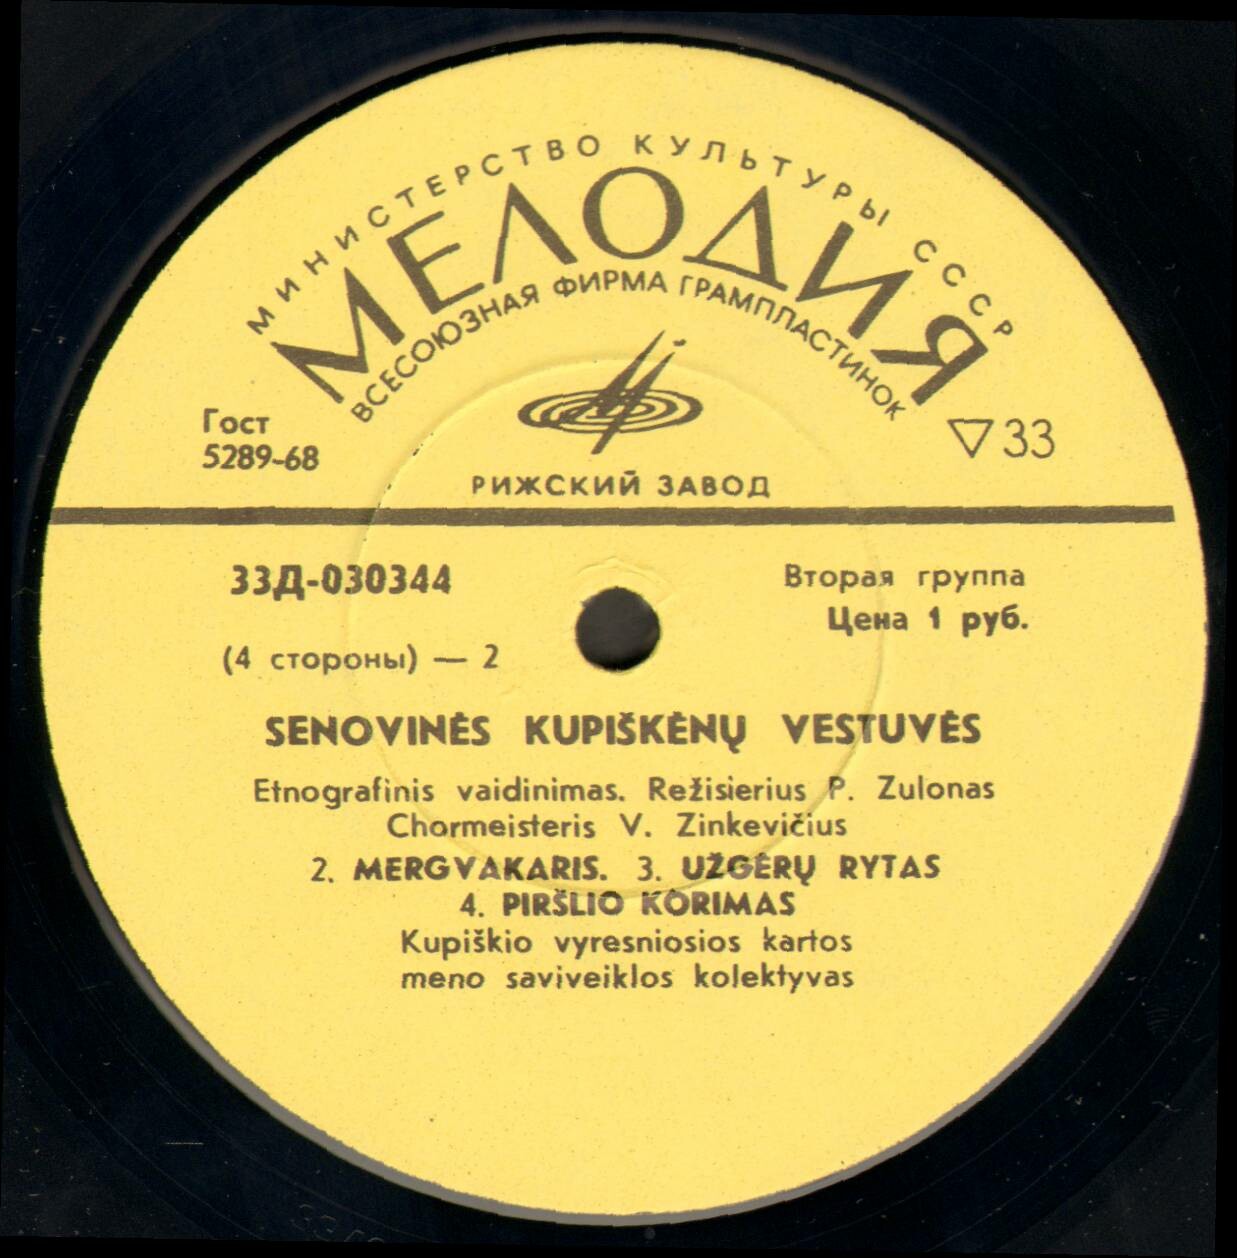 МИНИСТЕРСТВО КУЛЬТУРЫ СССР
МЕЛОДИЯ
ВСЕСОЮЗНАЯ ФИРМА ГРАМПЛАСТИНОК
Гост
5289-68
33
РИЖСКИЙ ЗАВОД
33Д-030344
Вторая группа
Цена 1 руб.
(4 стороны) — 2
SENOVINĖS KUPIŠKĖNŲ VESTUVĖS
Etnografinis vaidinimas. Režisierius P. Zulonas
Chormeisteris V. Zinkevičius
2. MERGVAKARIS. 3. UŽGĖRŲ RYTAS
4. PIRŠLIO KORIMAS
Kupiškio vyresniosios kartos
meno saviveiklos kolektyvas